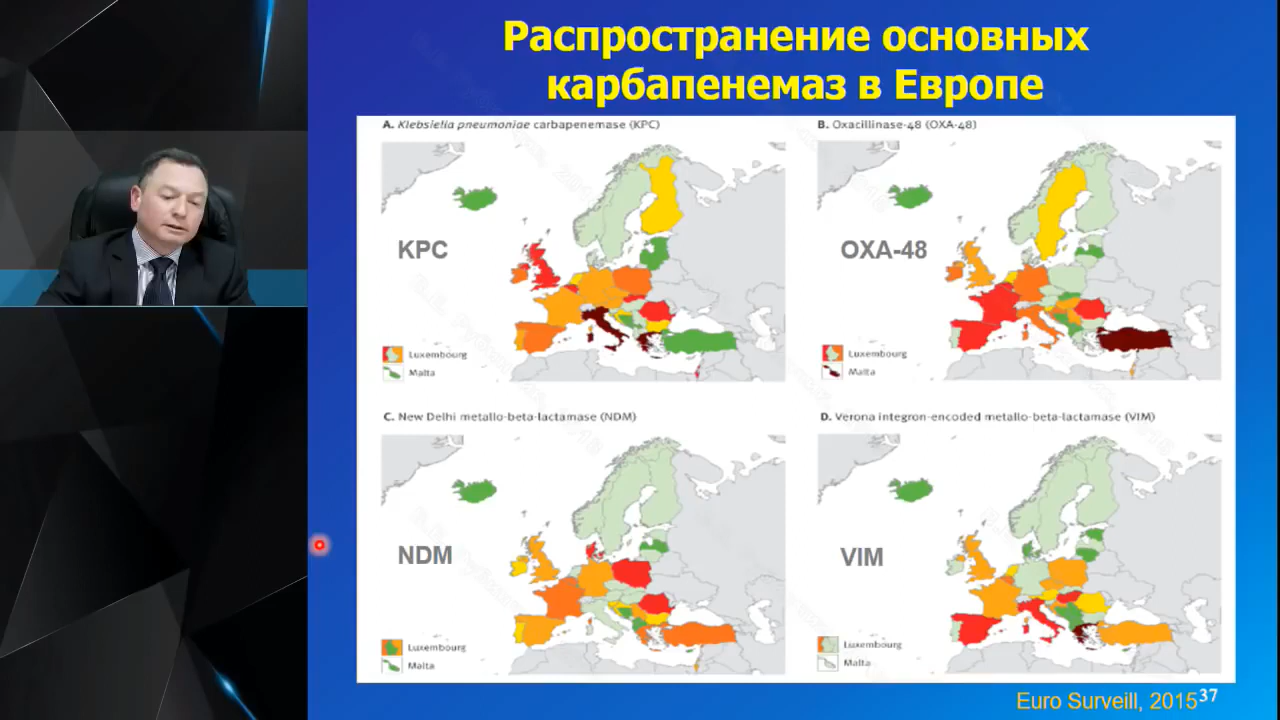 Распространение основных
карбапенемаз в Европе
A. Klebsiella pneumoniae carbapenemase (KPC)
B. Oxacillinase-48 (OXA-48)
KPC
OXA-48
Luxembourg
Malta
Luxembourg
Malta
C. New Delhi metallo-beta-lactamase (NDM)
D. Verona integron-encoded metallo-beta-lactamase (VIM)
NDM
VIM
Luxembourg
Malta
Luxembourg
Malta
Euro Surveill, 2015
37